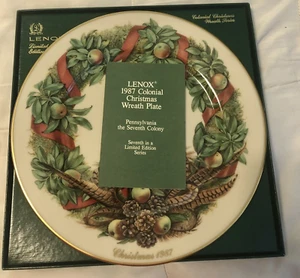 LENOX
Limited
Edition
Colonial Christmas
Wreath Series
LENOX®
1987 Colonial
Christmas
Wreath Plate
Pennsylvania
the Seventh Colony
Seventh in a
Limited Edition
Series
Christmas 1987